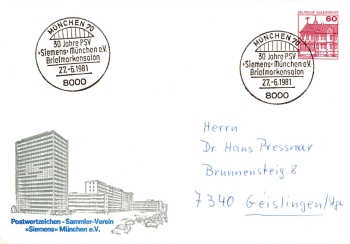 MÜNCHEN 70
30 Jahre PSV
»Siemens« München e.V.
Briefmarkensalon
27.-6.1981
8000
MÜNCHEN 70
30 Jahre PSV
»Siemens« München e.V.
Briefmarkensalon
27.-6.1981
8000
DEUTSCHE BUNDESPOST
60
Herrn
Dr. Hans Pressmar
Brunnensteig 8
7340 Geislingen/Stge
Postwertzeichen - Sammler-Verein
»Siemens« München e.V.